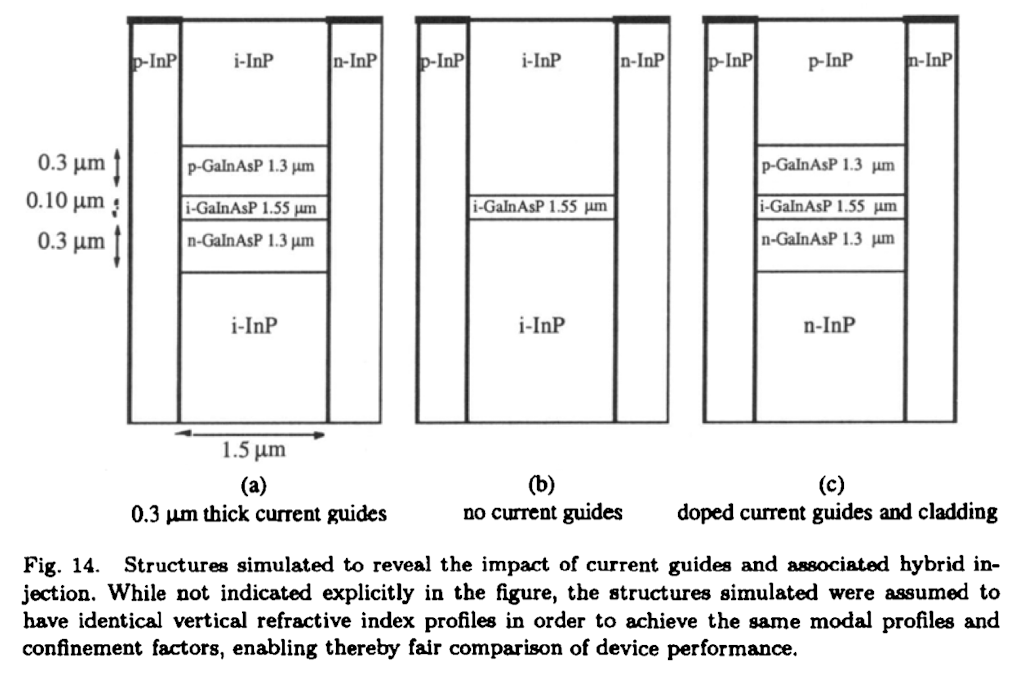 p-InP i-InP n-InP p-InP i-InP n-InP p-InP p-InP n-InP
0.3 μm p-GaInAsP 1.3 μm p-GaInAsP 1.3 μm
0.10 μm i-GaInAsP 1.55 μm i-GaInAsP 1.55 μm i-GaInAsP 1.55 μm
0.3 μm n-GaInAsP 1.3 μm n-GaInAsP 1.3 μm
i-InP i-InP n-InP
1.5 μm
(a) (b) (c)
0.3 μm thick current guides no current guides doped current guides and cladding
Fig. 14. Structures simulated to reveal the impact of current guides and associated hybrid in-
jection. While not indicated explicitly in the figure, the structures simulated were assumed to
have identical vertical refractive index profiles in order to achieve the same modal profiles and
confinement factors, enabling thereby fair comparison of device performance.